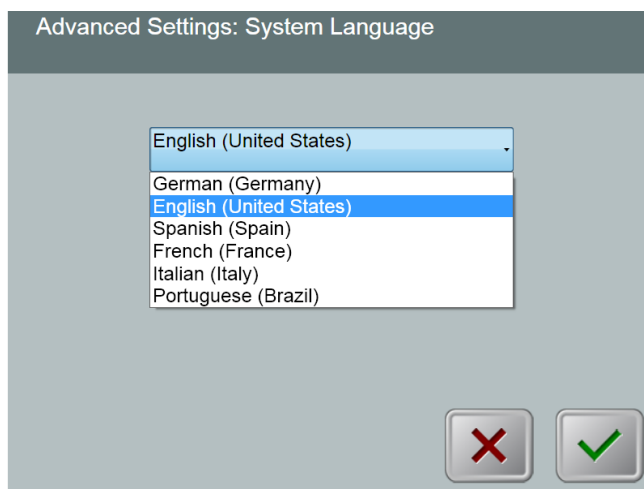 Advanced Settings: System Language
English (United States)
German (Germany)
English (United States)
Spanish (Spain)
French (France)
Italian (Italy)
Portuguese (Brazil)